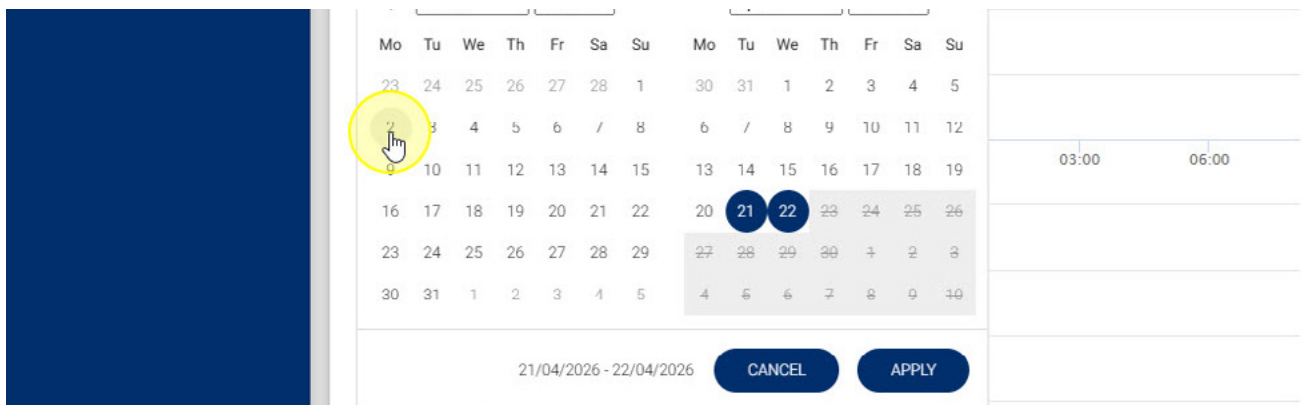 Mo Tu We Th Fr Sa Su Mo Tu We Th Fr Sa Su
23 24 25 26 27 28 1 30 31 1 2 3 4 5
2 3 4 5 6 7 8 6 7 8 9 10 11 12
9 10 11 12 13 14 15 13 14 15 16 17 18 19
03:00 06:00
16 17 18 19 20 21 22 20 21 22 23 24 25 26
23 24 25 26 27 28 29 27 28 29 30 1 2 3
30 31 1 2 3 4 5 4 5 6 7 8 9 10
21/04/2026 - 22/04/2026 CANCEL APPLY